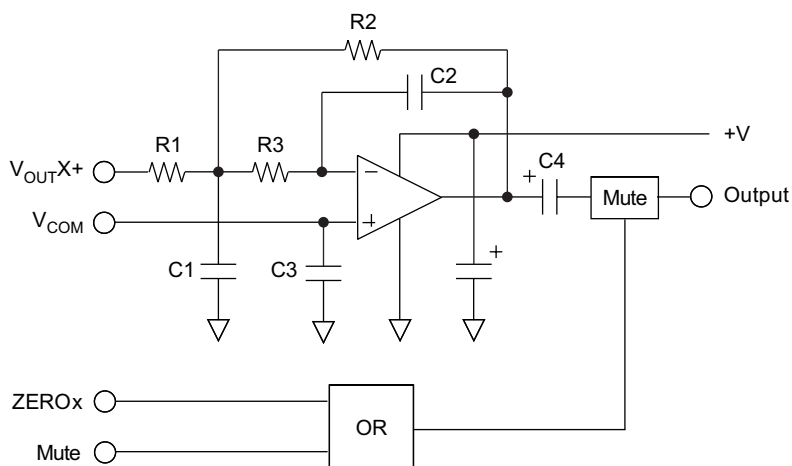 R2
C2
+V
R1
R3
C4
VOUTX+
−
+
Mute
Output
VCOM
+
C1
C3
+
ZEROx
OR
Mute